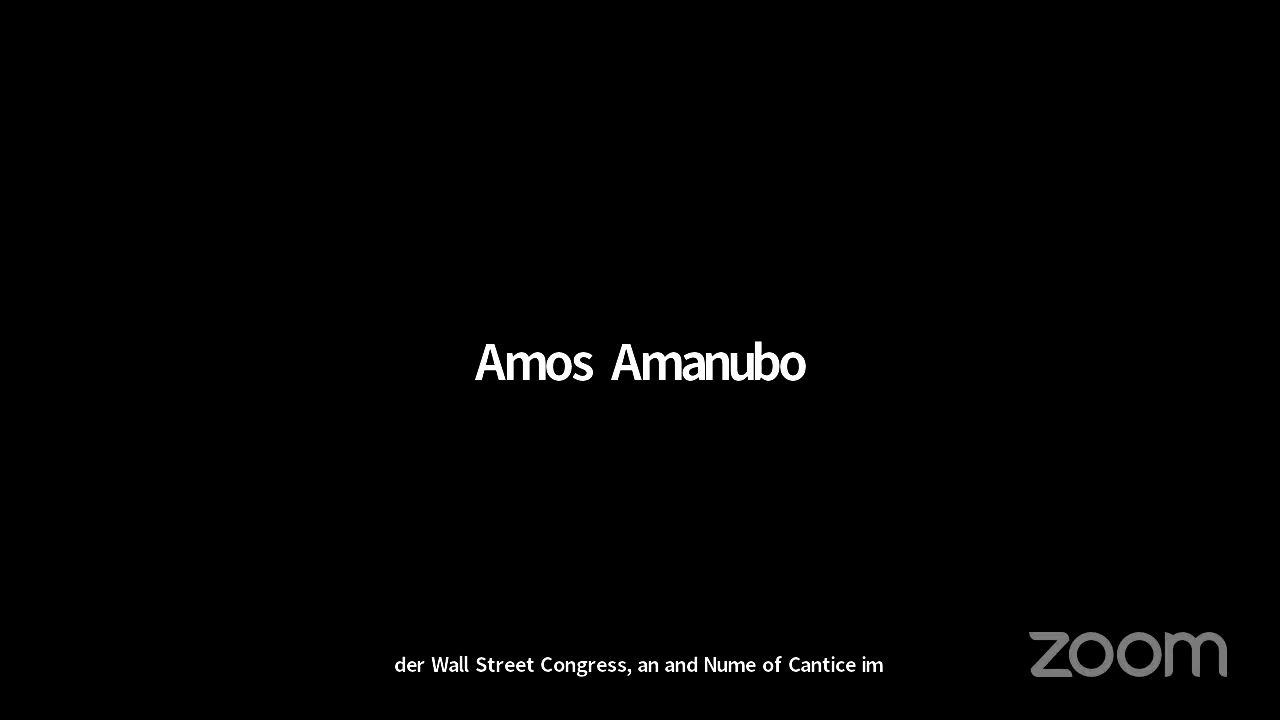 Amos Amanubo
der Wall Street Congress, an and Nume of Cantice im
zoom